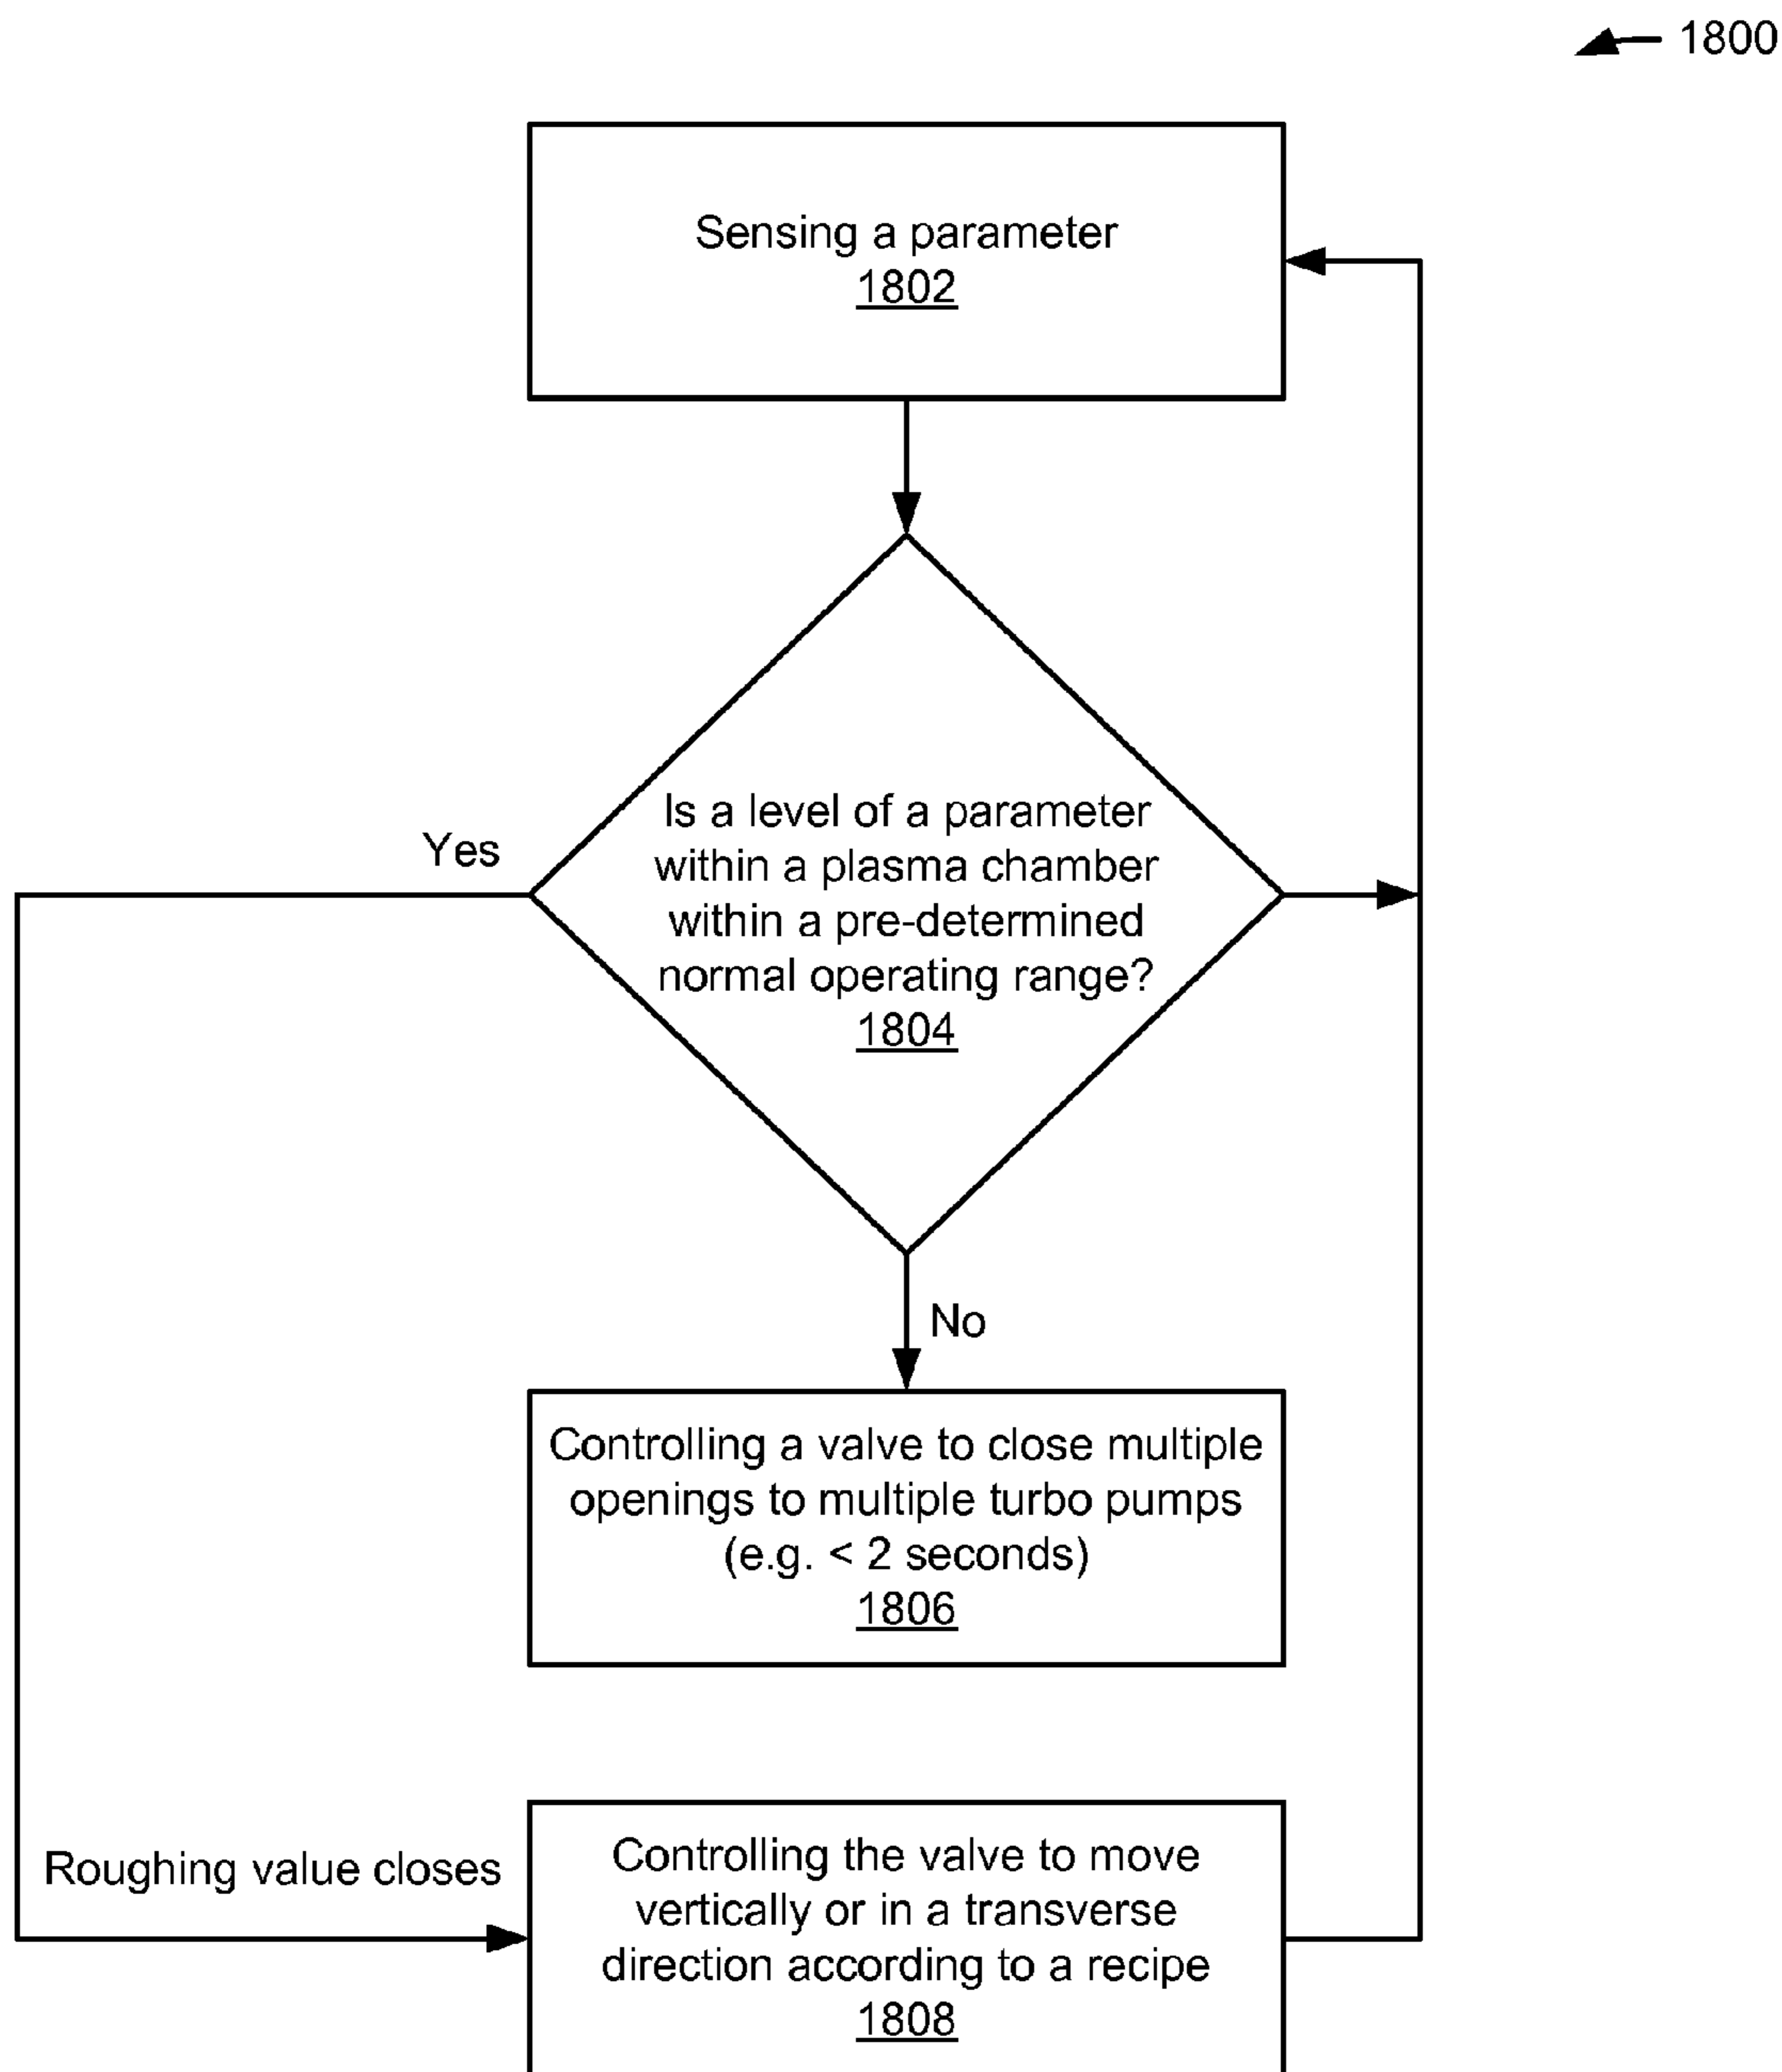 1800
Sensing a parameter
1802
Is a level of a parameter
within a plasma chamber
within a pre-determined
normal operating range?
1804
Yes
No
Controlling a valve to close multiple
openings to multiple turbo pumps
(e.g. < 2 seconds)
1806
Roughing value closes
Controlling the valve to move
vertically or in a transverse
direction according to a recipe
1808